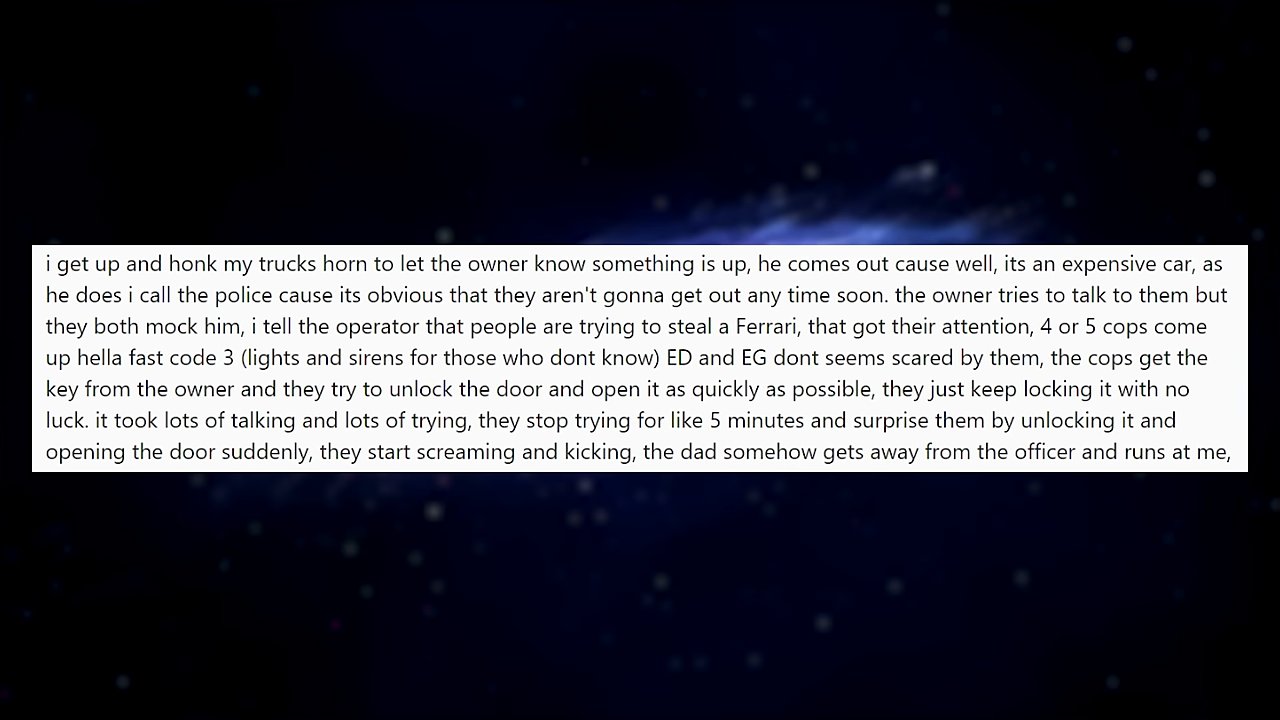 i get up and honk my trucks horn to let the owner know something is up, he comes out cause well, its an expensive car, as
he does i call the police cause its obvious that they aren't gonna get out any time soon. the owner tries to talk to them but
they both mock him, i tell the operator that people are trying to steal a Ferrari, that got their attention, 4 or 5 cops come
up hella fast code 3 (lights and sirens for those who dont know) ED and EG dont seems scared by them, the cops get the
key from the owner and they try to unlock the door and open it as quickly as possible, they just keep locking it with no
luck. it took lots of talking and lots of trying, they stop trying for like 5 minutes and surprise them by unlocking it and
opening the door suddenly, they start screaming and kicking, the dad somehow gets away from the officer and runs at me,